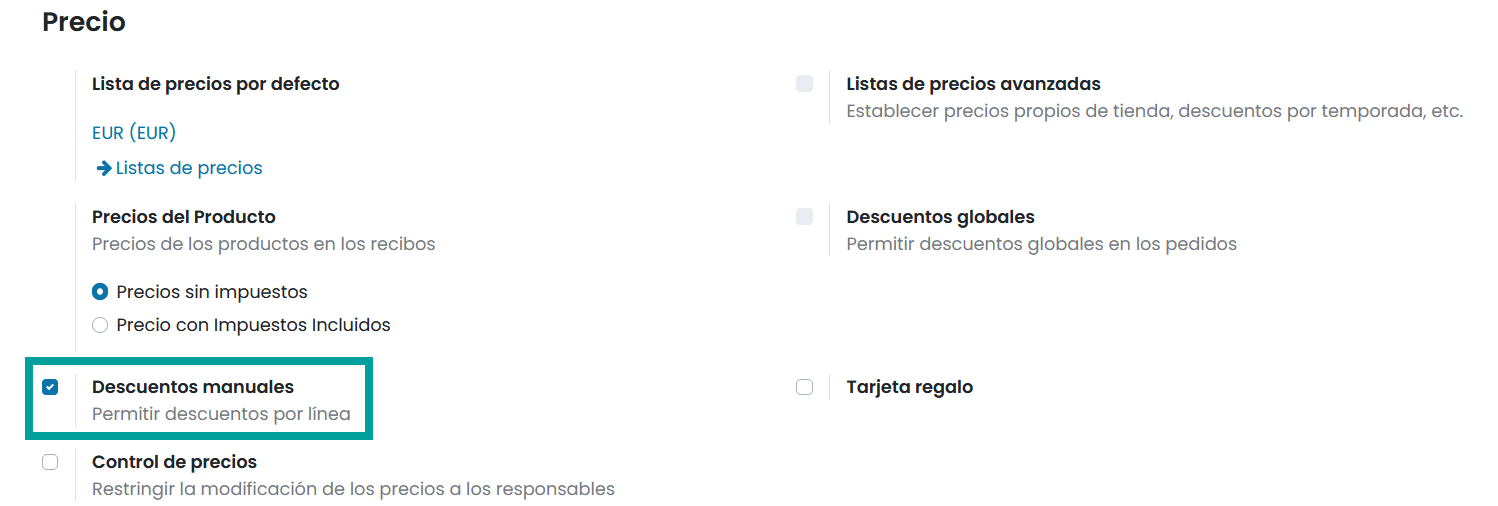 Precio
Lista de precios por defecto
EUR (EUR)
Listas de precios
Listas de precios avanzadas
Establecer precios propios de tienda, descuentos por temporada, etc.
Precios del Producto
Precios de los productos en los recibos
Precios sin impuestos
Precio con Impuestos Incluidos
Descuentos globales
Permitir descuentos globales en los pedidos
Descuentos manuales
Permitir descuentos por línea
Tarjeta regalo
Control de precios
Restringir la modificación de los precios a los responsables